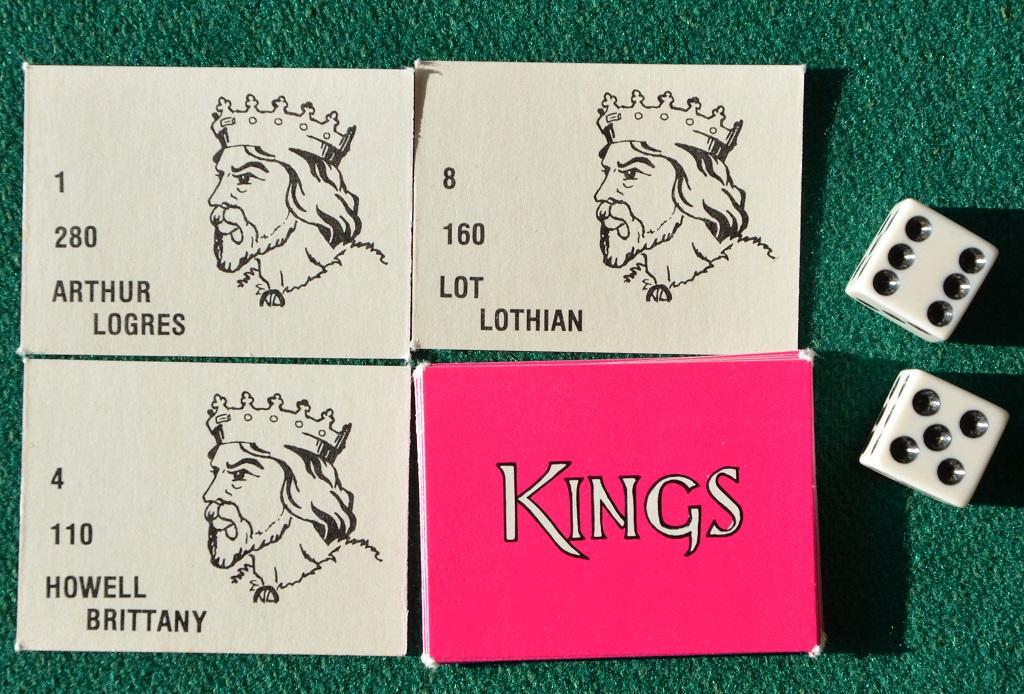 1
280
ARTHUR
LOGRES
8
160
LOT
LOTHIAN
4
110
HOWELL
BRITTANY
KINGS